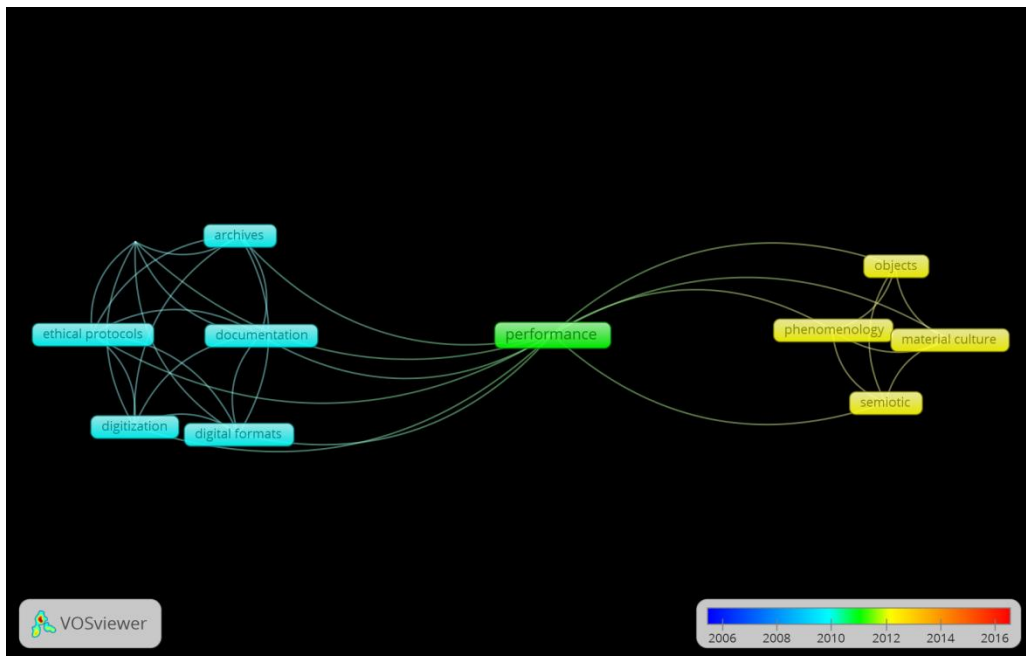 archives
objects
ethical protocols
documentation
performance
phenomenology
material culture
semiotic
digitization
digital formats
VOSviewer
2006 2008 2010 2012 2014 2016